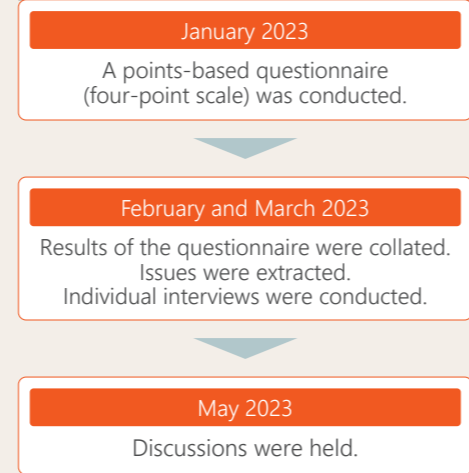 January 2023
A points-based questionnaire
(four-point scale) was conducted.
February and March 2023
Results of the questionnaire were collated.
Issues were extracted.
Individual interviews were conducted.
May 2023
Discussions were held.